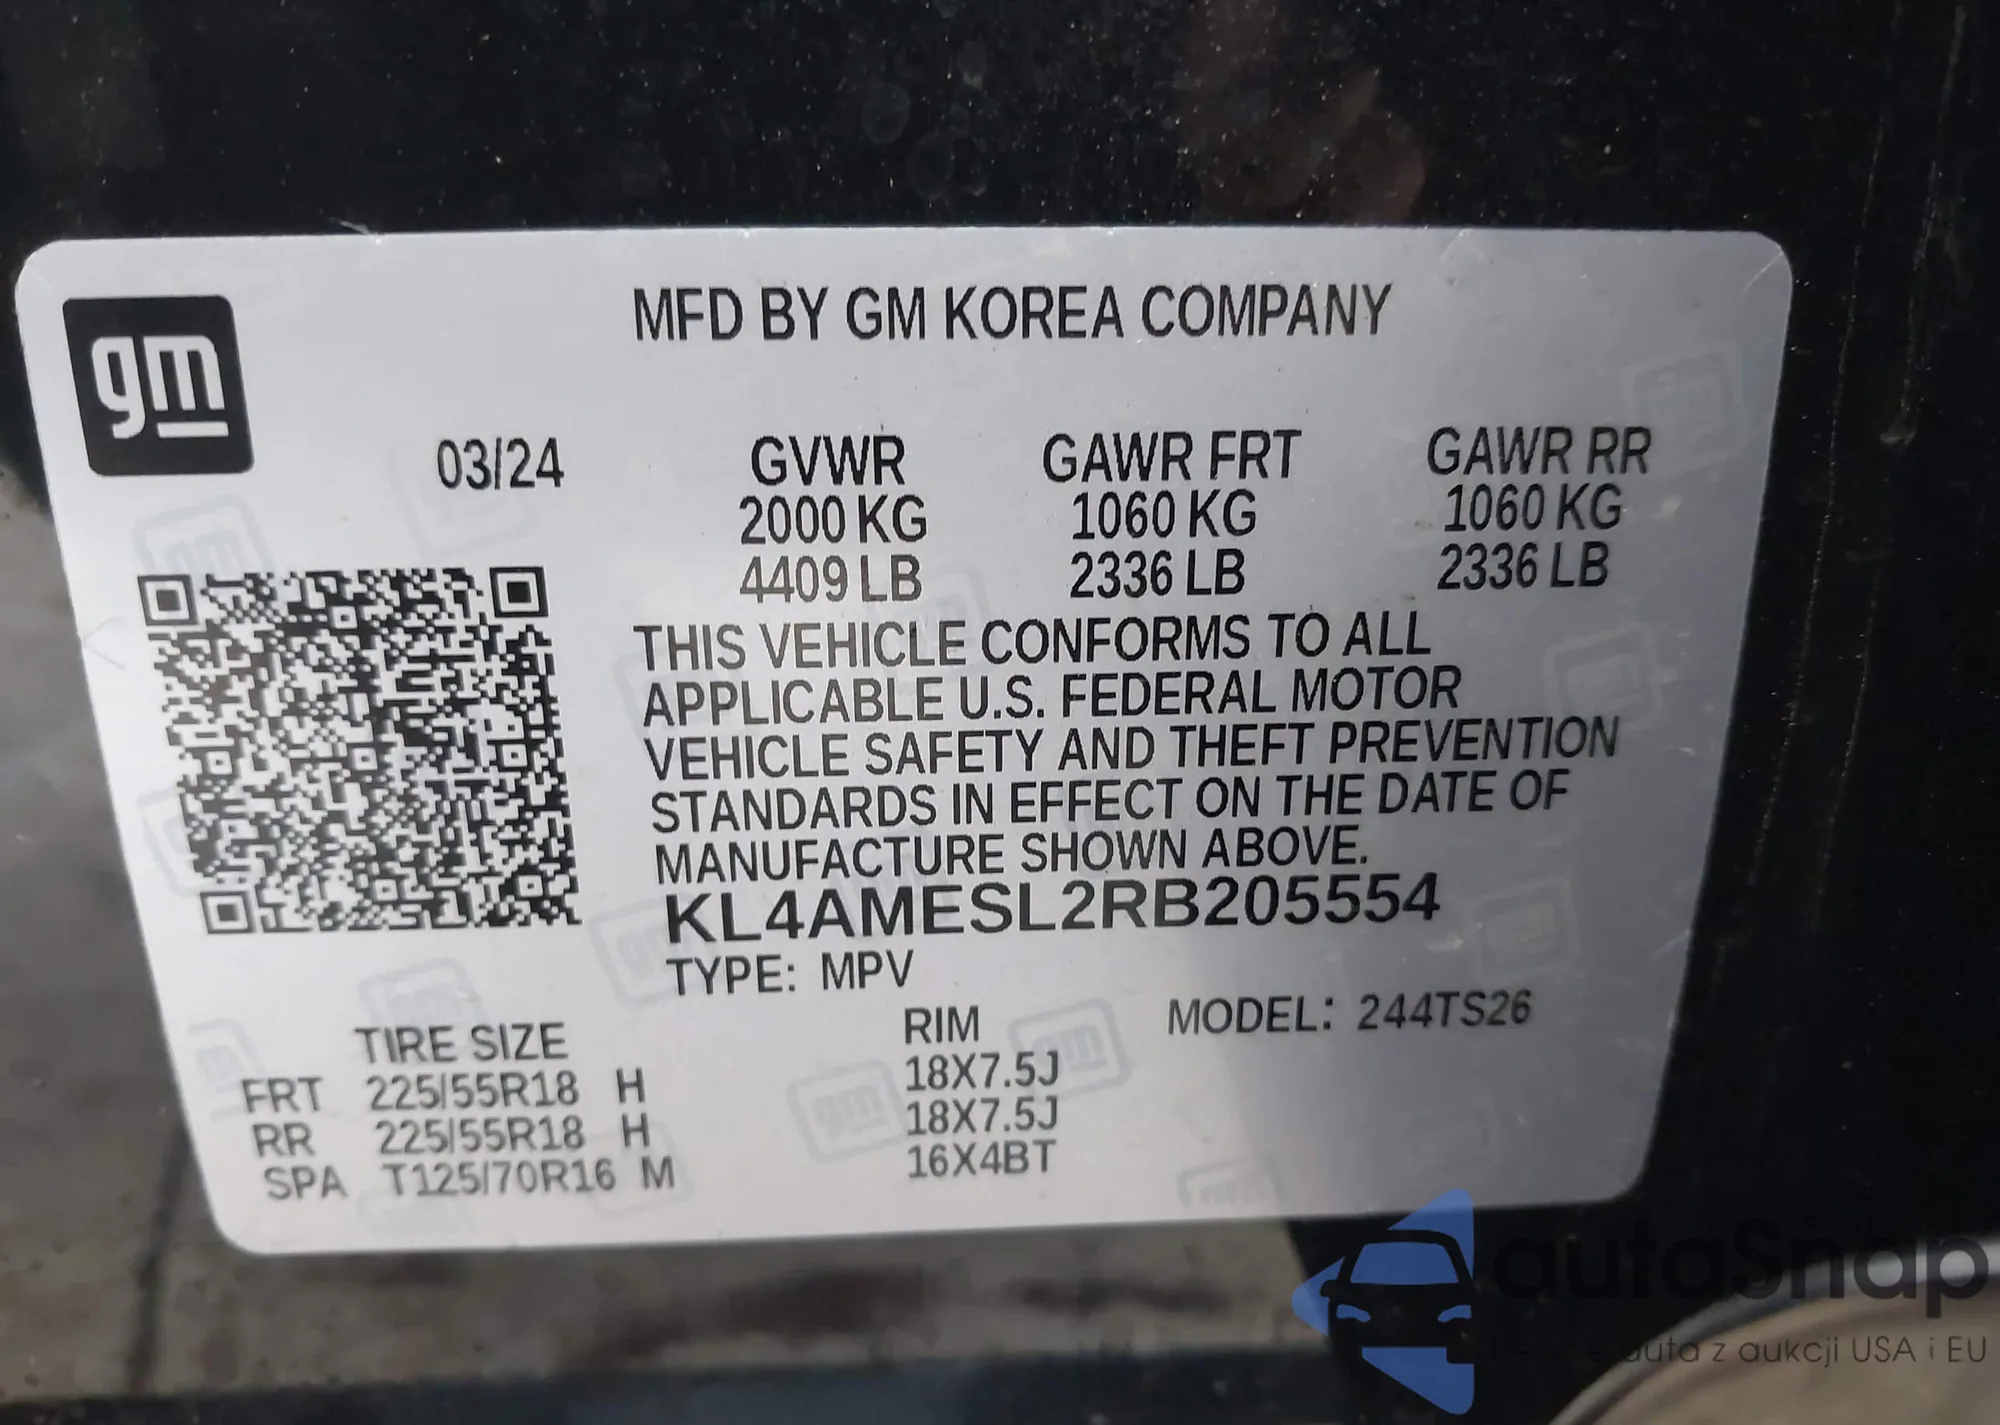 gm
MFD BY GM KOREA COMPANY
03/24
GVWR GAWR FRT GAWR RR
2000 KG 1060 KG 1060 KG
4409 LB 2336 LB 2336 LB
THIS VEHICLE CONFORMS TO ALL
APPLICABLE U.S. FEDERAL MOTOR
VEHICLE SAFETY AND THEFT PREVENTION
STANDARDS IN EFFECT ON THE DATE OF
MANUFACTURE SHOWN ABOVE.
KL4AMESL2RB205554
TYPE: MPV
MODEL: 244TS26
TIRE SIZE RIM
FRT 225/55R18 H 18X7.5J
RR 225/55R18 H 18X7.5J
SPA T125/70R16 M 16X4BT
autaSnap
auta z aukcji USA i EU